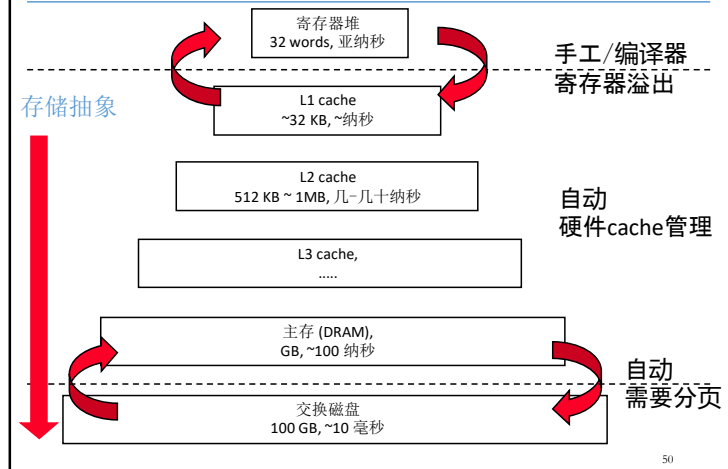 寄存器堆
32 words, 亚纳秒
手工/编译器
寄存器溢出
存储抽象
L1 cache
~32 KB, ~纳秒
L2 cache
512 KB ~ 1MB, 几-几十纳秒
自动
硬件cache管理
L3 cache,
.....
主存 (DRAM),
GB, ~100 纳秒
自动
需要分页
交换磁盘
100 GB, ~10 毫秒
50